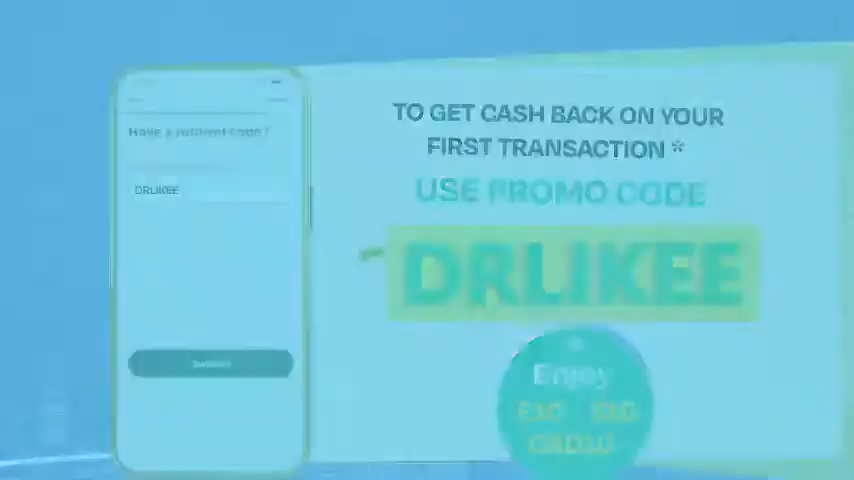 Have a referral code?
DRLIKEE
TO GET CASH BACK ON YOUR
FIRST TRANSACTION *
USE PROMO CODE
DRLIKEE
Enjoy